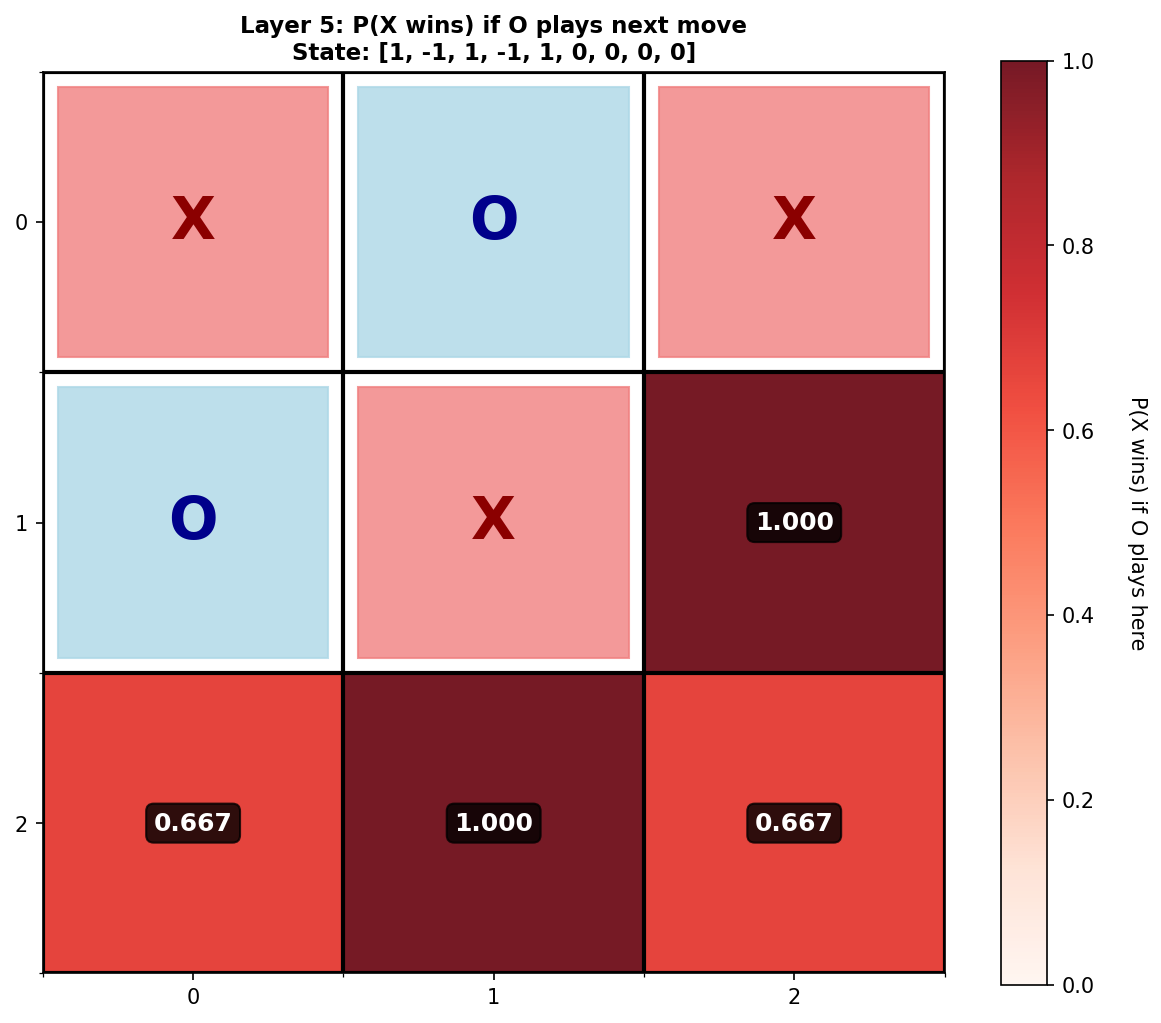 Layer 5: P(X wins) if O plays next move
State: [1, -1, 1, -1, 1, 0, 0, 0, 0]
X
O
X
O
X
1.000
0.667
1.000
0.667
0
1
2
0
1
2
1.0
0.8
0.6
0.4
0.2
0.0
P(X wins) if O plays here